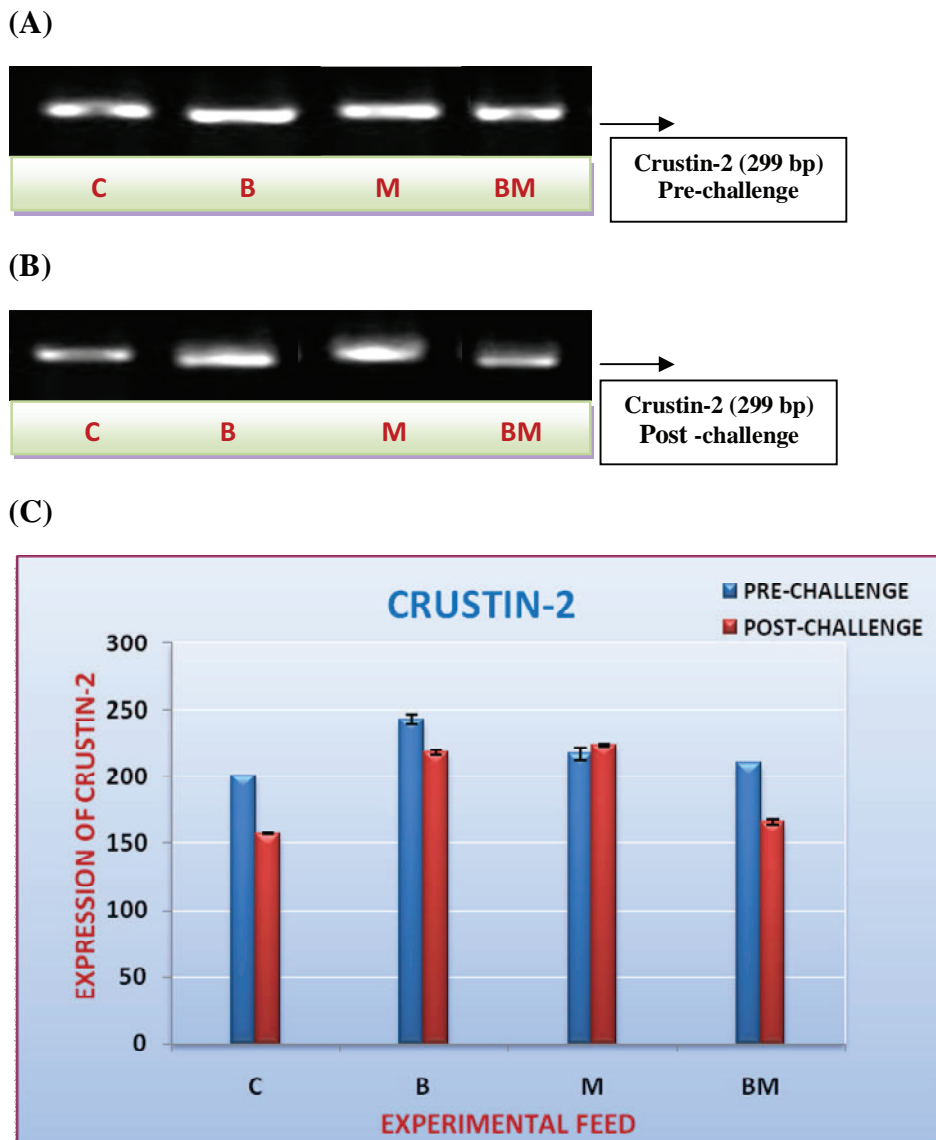 (A)
C B M BM
Crustin-2 (299 bp)
Pre-challenge
(B)
C B M BM
Crustin-2 (299 bp)
Post -challenge
(C)
CRUSTIN-2
PRE-CHALLENGE
POST-CHALLENGE
EXPRESSION OF CRUSTIN-2
300
250
200
150
100
50
0
C B M BM
EXPERIMENTAL FEED